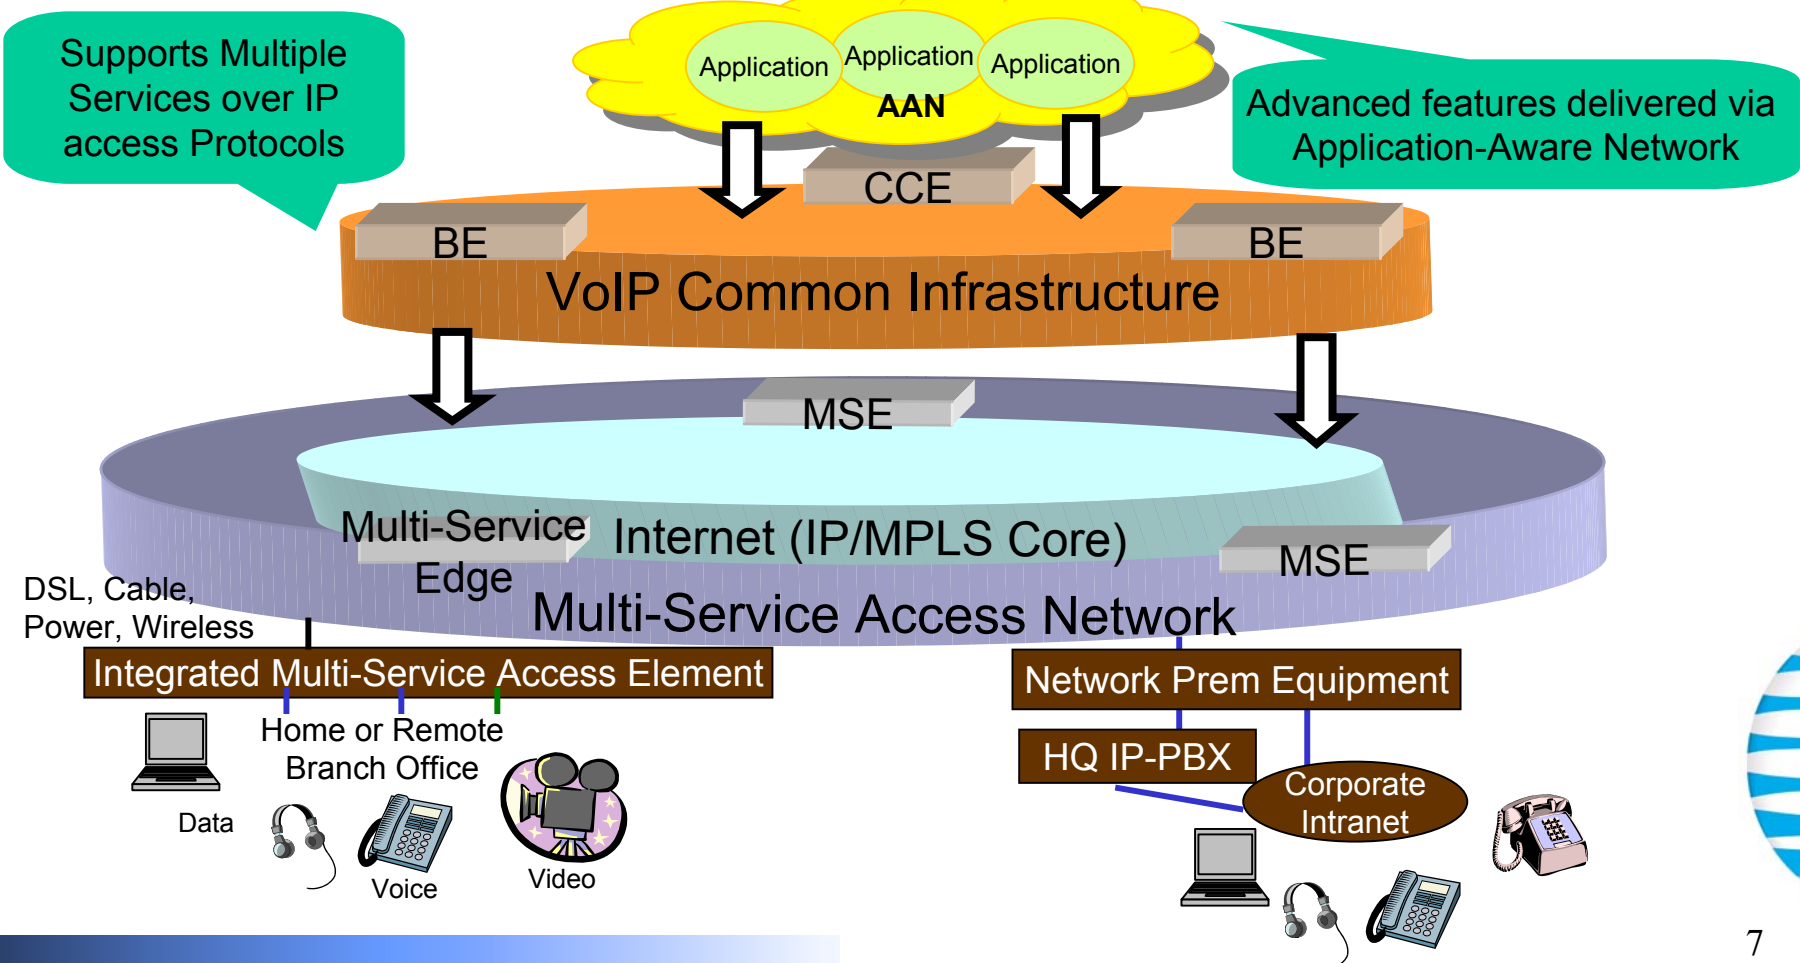 Supports Multiple
Services over IP
access Protocols
Application
Application
Application
AAN
Advanced features delivered via
Application-Aware Network
CCE
BE
BE
VoIP Common Infrastructure
MSE
Multi-Service
Edge
Internet (IP/MPLS Core)
MSE
Multi-Service Access Network
DSL, Cable,
Power, Wireless
Integrated Multi-Service Access Element
Network Prem Equipment
Home or Remote
Branch Office
HQ IP-PBX
Corporate
Intranet
Data
Voice
Video
7